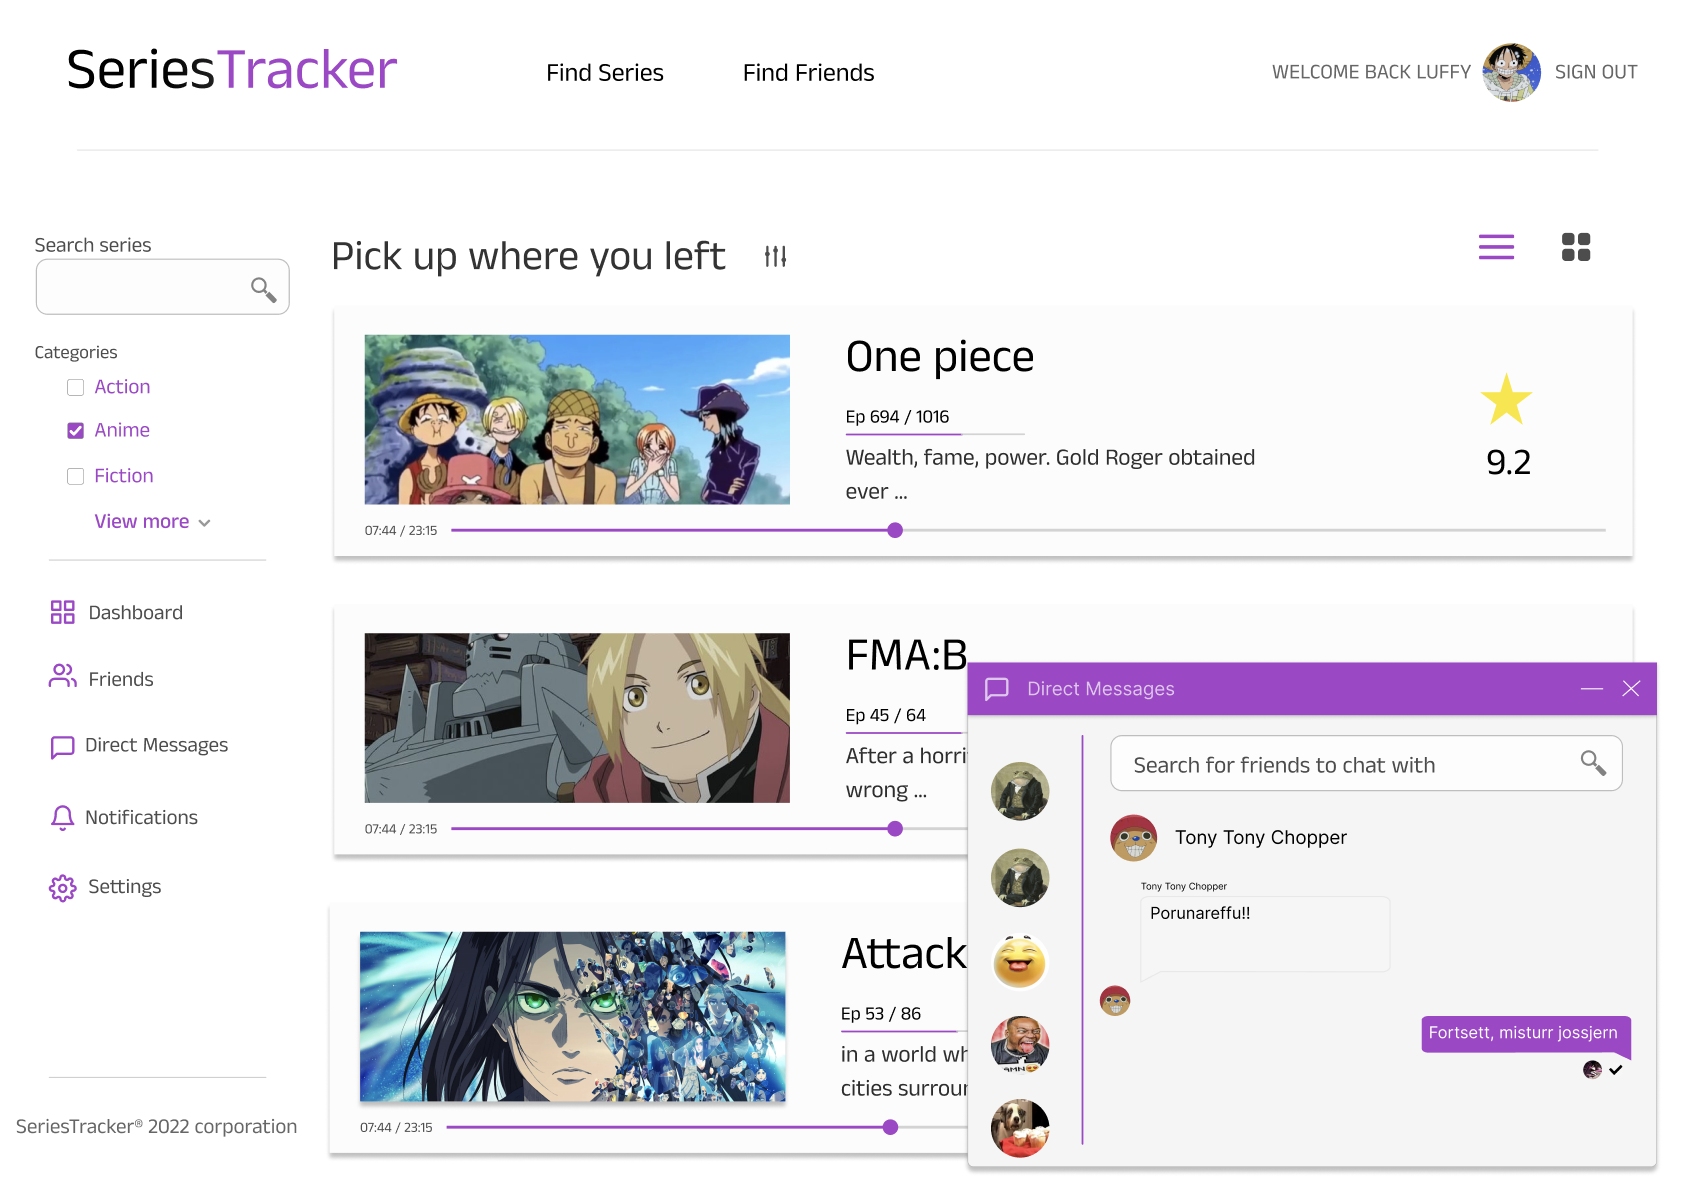 SeriesTracker
Find Series
Find Friends
WELCOME BACK LUFFY
SIGN OUT
Search series
Categories
Action
Anime
Fiction
View more
Dashboard
Friends
Direct Messages
Notifications
Settings
SeriesTracker® 2022 corporation
Pick up where you left
One piece
Ep 694 / 1016
Wealth, fame, power. Gold Roger obtained
ever ...
9.2
07:44 / 23:15
FMA:B
Ep 45 / 64
After a horri
wrong ...
07:44 / 23:15
Attack
Ep 53 / 86
in a world wh
cities surrour
07:44 / 23:15
Direct Messages
Search for friends to chat with
Tony Tony Chopper
Tony Tony Chopper
Porunareffu!!
Fortsett, misturr jossjern